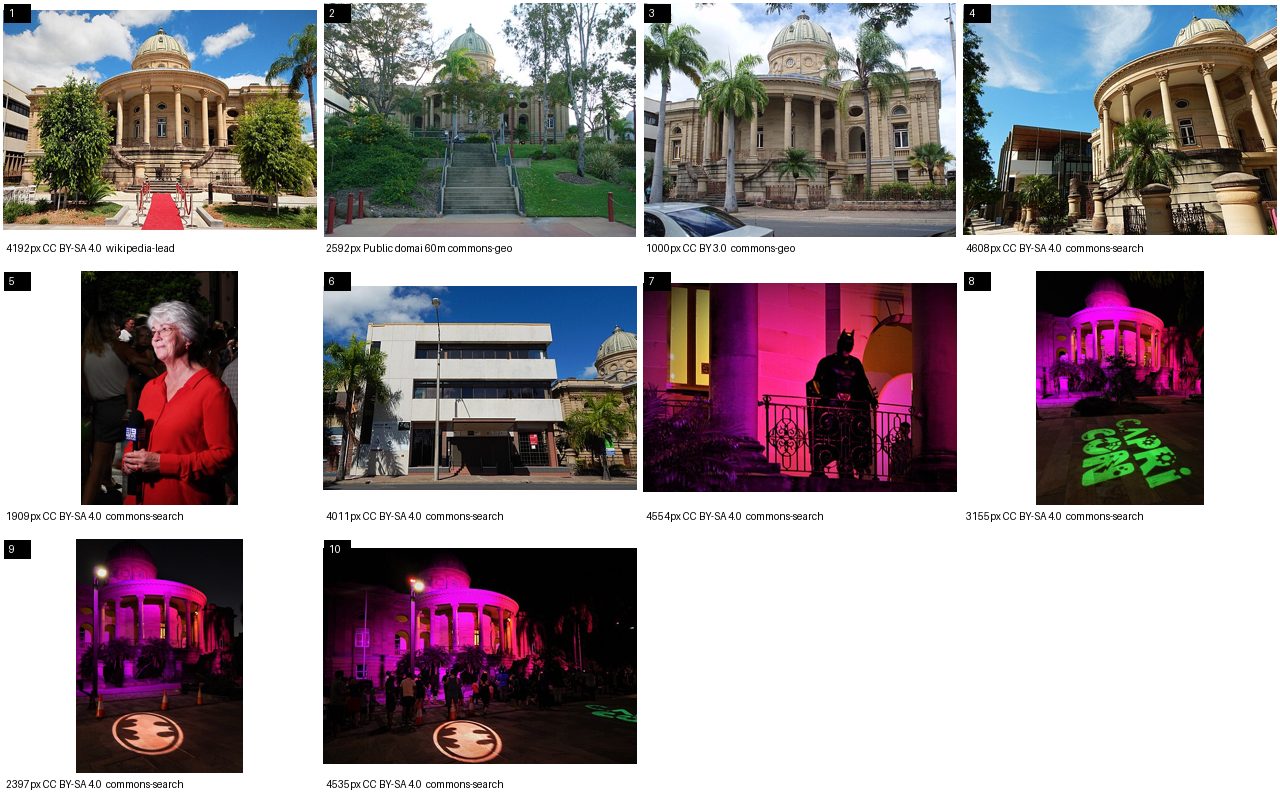 1
2
3
4
4192px CC BY-SA 4.0 wikipedia-lead
2592px Public domai 60m commons-geo
1000px CC BY 3.0 commons-geo
4608px CC BY-SA 4.0 commons-search
5
6
7
8
CAPRI
CON
1909px CC BY-SA 4.0 commons-search
4011px CC BY-SA 4.0 commons-search
4554px CC BY-SA 4.0 commons-search
3155px CC BY-SA 4.0 commons-search
9
10
2397px CC BY-SA 4.0 commons-search
4535px CC BY-SA 4.0 commons-search